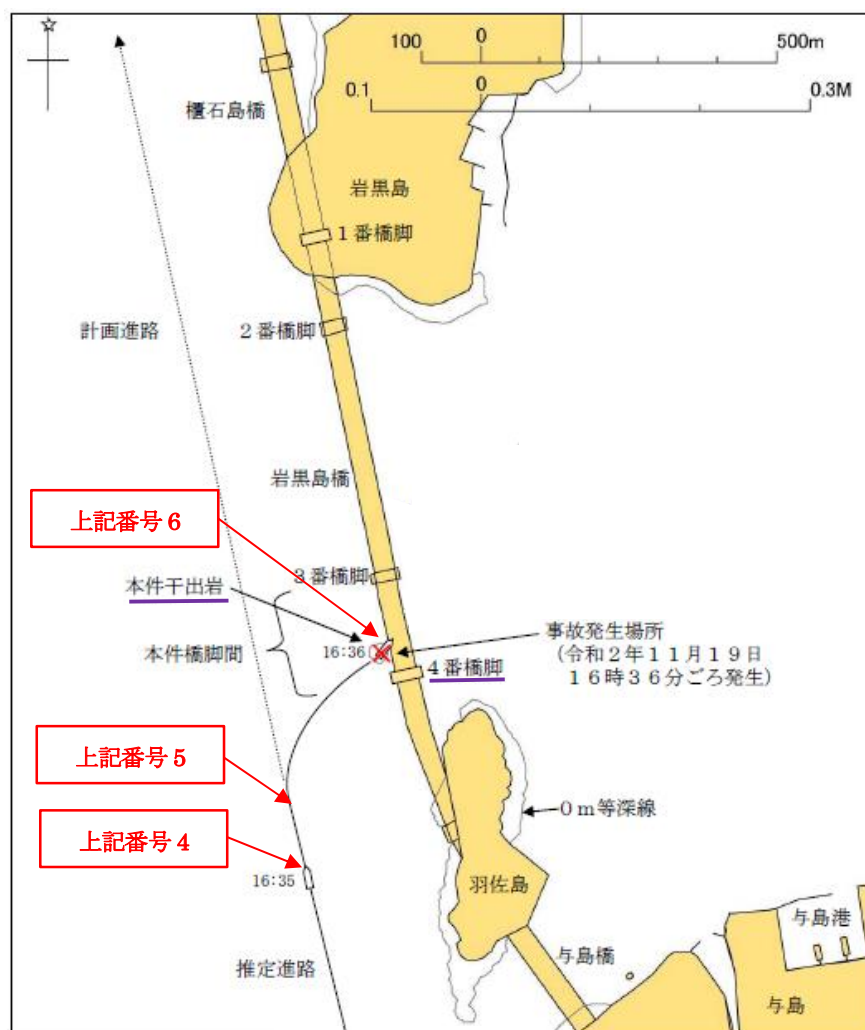 100 0 500m
0.1 0 0.3M
櫃石島橋
岩黒島
1番橋脚
計画進路
2番橋脚
岩黒島橋
上記番号6
3番橋脚
本件干出岩
本件橋脚間
16:36
事故発生場所
(令和2年11月19日
16時36分ごろ発生)
4番橋脚
上記番号5
0m等深線
上記番号4
16:35
羽佐島
与島港
与島橋
推定進路
与島